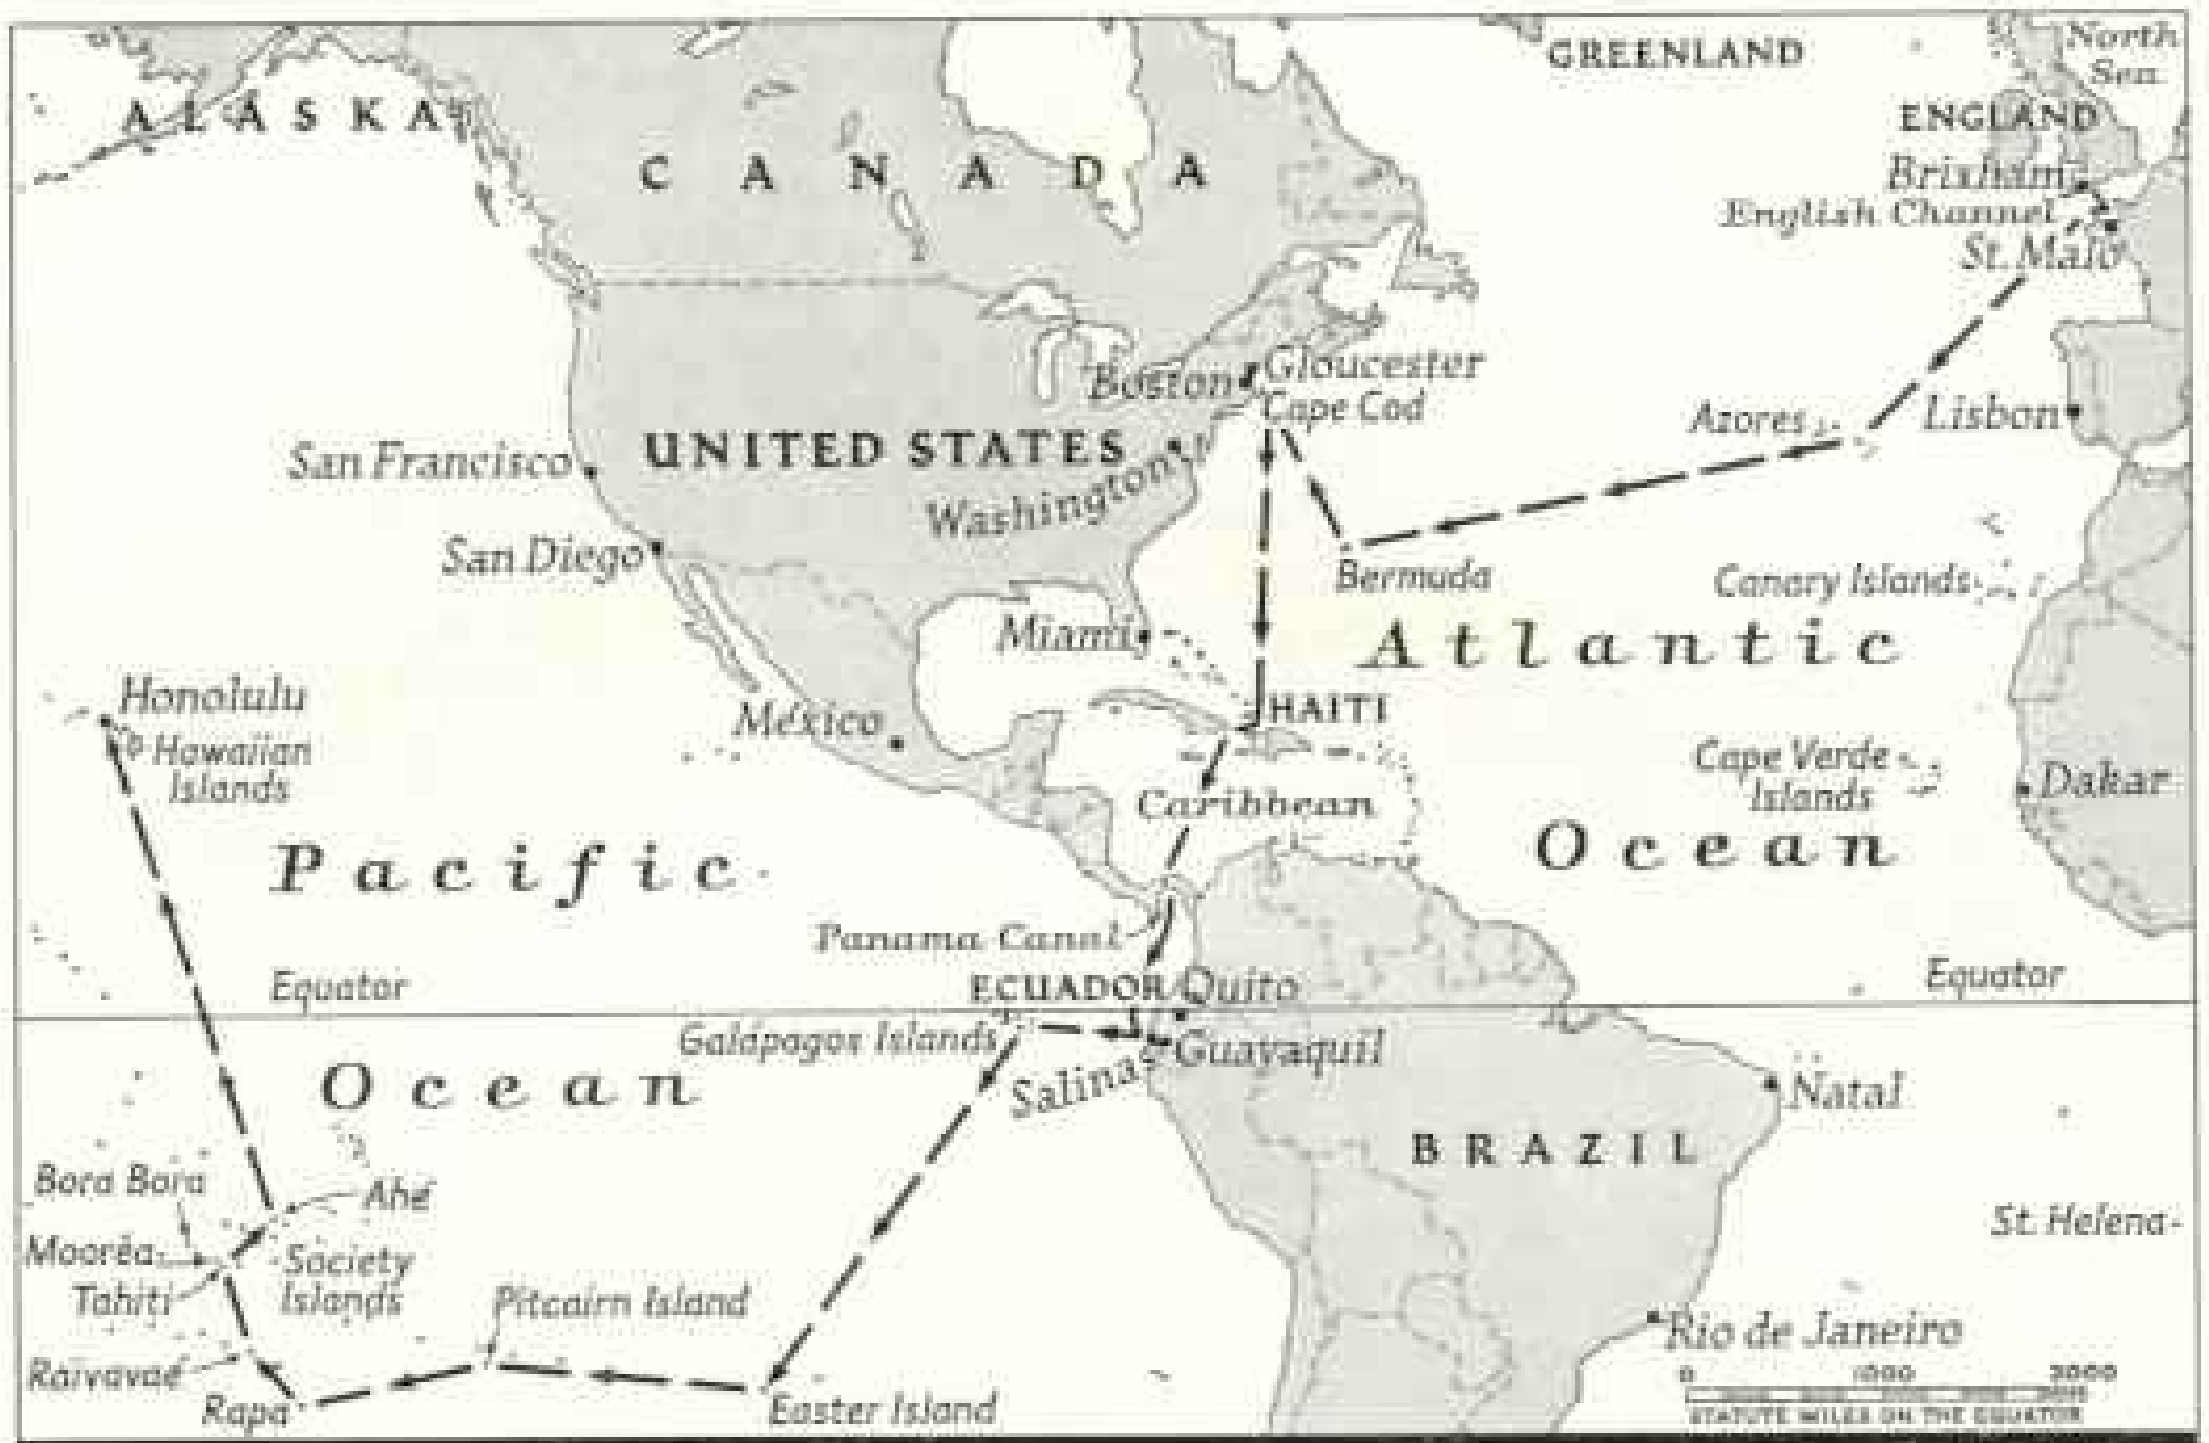 GREENLAND
North
Sea
ALASKA
ENGLAND
CANADA
Brixham
English Channel
St. Malo
Boston
Gloucester
Cape Cod
Azores
Lisbon
San Francisco
UNITED STATES
Washington
San Diego
Bermuda
Canary Islands
Miami
Atlantic
Honolulu
Hawaiian
Islands
México
HAITI
Cape Verde
Islands
Dakar
Caribbean
Pacific
Ocean
Panama Canal
Equator
ECUADOR
Quito
Equator
Galápagos Islands
Guayaquil
Salinas
Ocean
Natal
BRAZIL
Bora Bora
Ahé
St. Helena
Mooréa
Society
Islands
Tahiti
Pitcairn Island
Rio de Janeiro
Raivavaé
Rapa
Easter Island
0 1000 2000
STATUTE MILES ON THE EQUATOR